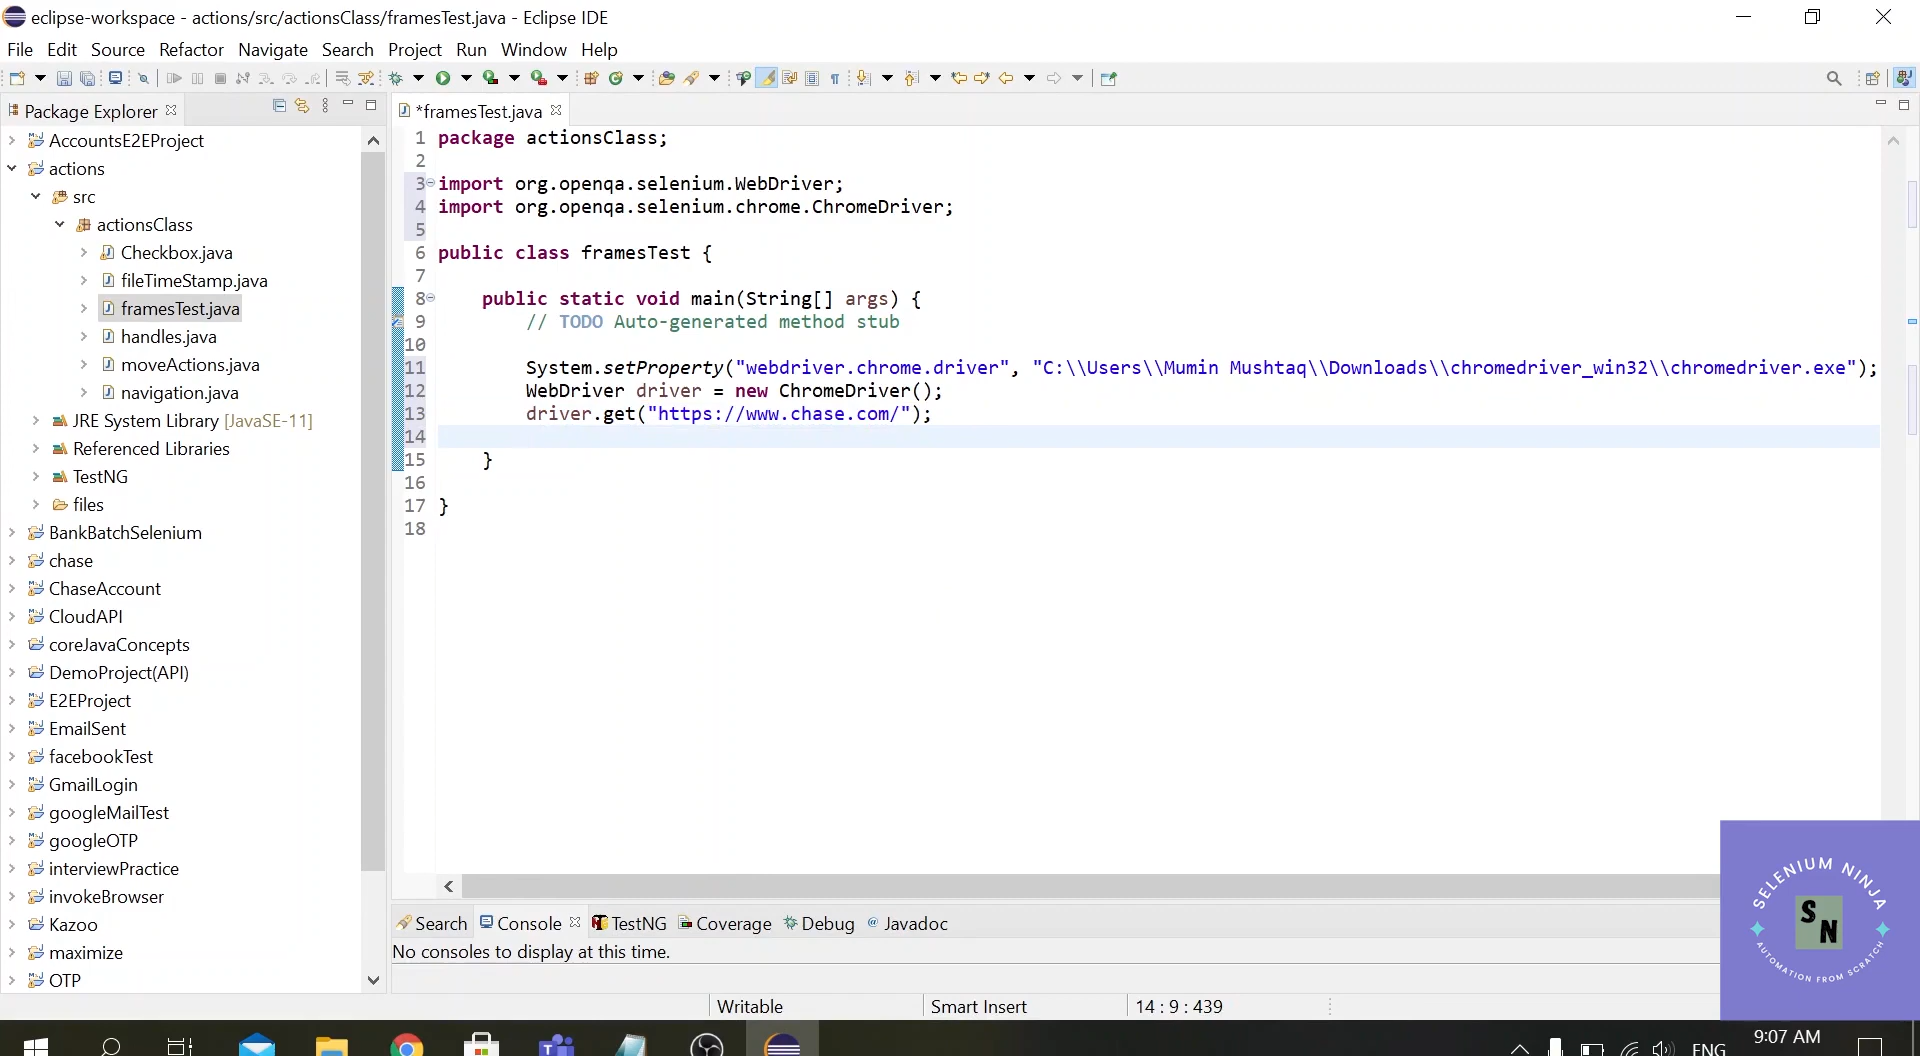 eclipse-workspace - actions/src/actionsClass/framesTest.java - Eclipse IDE
File Edit Source Refactor Navigate Search Project Run Window Help
Package Explorer
*framesTest.java
AccountsE2EProject
actions
src
actionsClass
Checkbox.java
fileTimeStamp.java
framesTest.java
handles.java
moveActions.java
navigation.java
JRE System Library [JavaSE-11]
Referenced Libraries
TestNG
files
BankBatchSelenium
chase
ChaseAccount
CloudAPI
coreJavaConcepts
DemoProject(API)
E2EProject
EmailSent
facebookTest
GmailLogin
googleMailTest
googleOTP
interviewPractice
invokeBrowser
Kazoo
maximize
OTP
1 package actionsClass;
2
3 import org.openqa.selenium.WebDriver;
4 import org.openqa.selenium.chrome.ChromeDriver;
5
6 public class framesTest {
7
8 public static void main(String[] args) {
9 // TODO Auto-generated method stub
10
11 System.setProperty("webdriver.chrome.driver", "C:\\Users\\Mumin Mushtaq\\Downloads\\chromedriver_win32\\chromedriver.exe");
12 WebDriver driver = new ChromeDriver();
13 driver.get("https://www.chase.com/");
14
15 }
16
17 }
18
Search Console TestNG Coverage Debug Javadoc
No consoles to display at this time.
Writable Smart Insert 14 : 9 : 439
SELENIUM NINJA
S
N
AUTOMATION FROM SCRATCH
ENG
9:07 AM